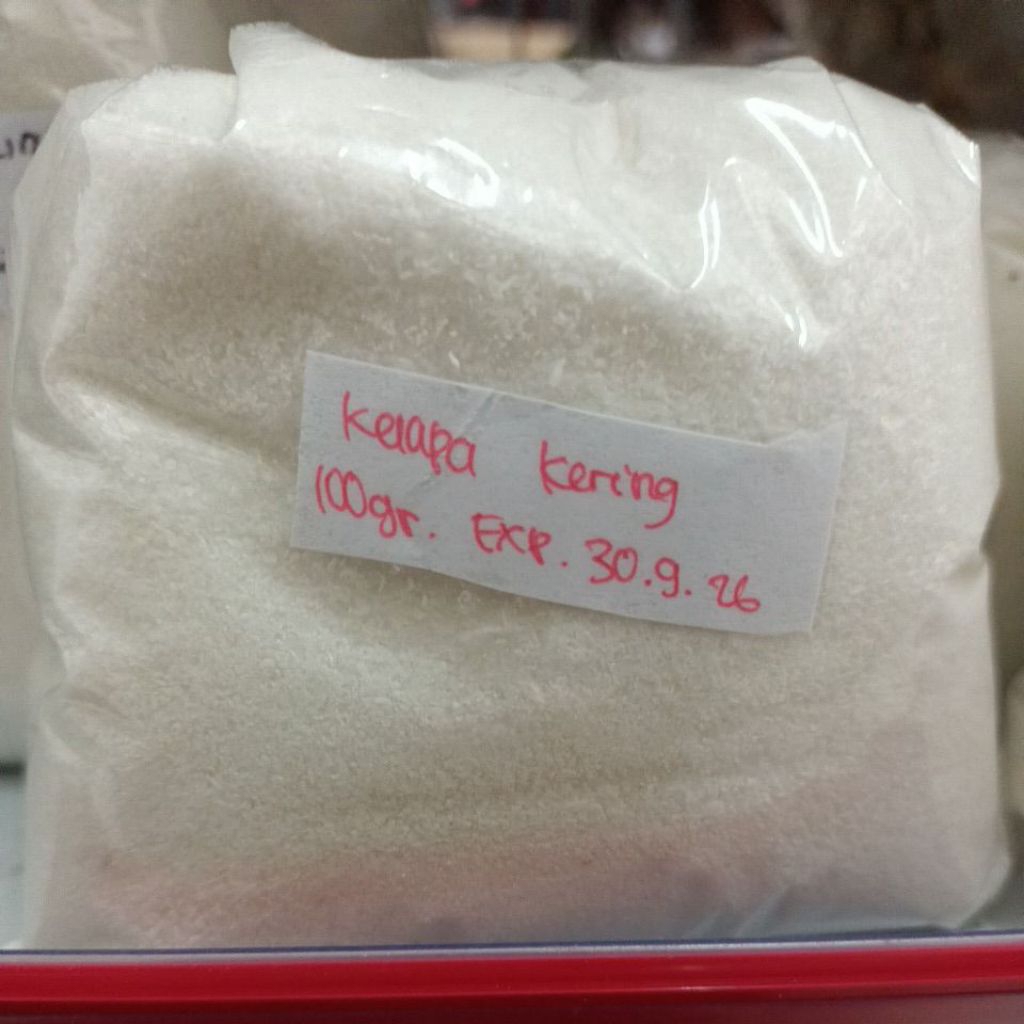 Kelapa Kering
100gr. EXP. 30.9.26